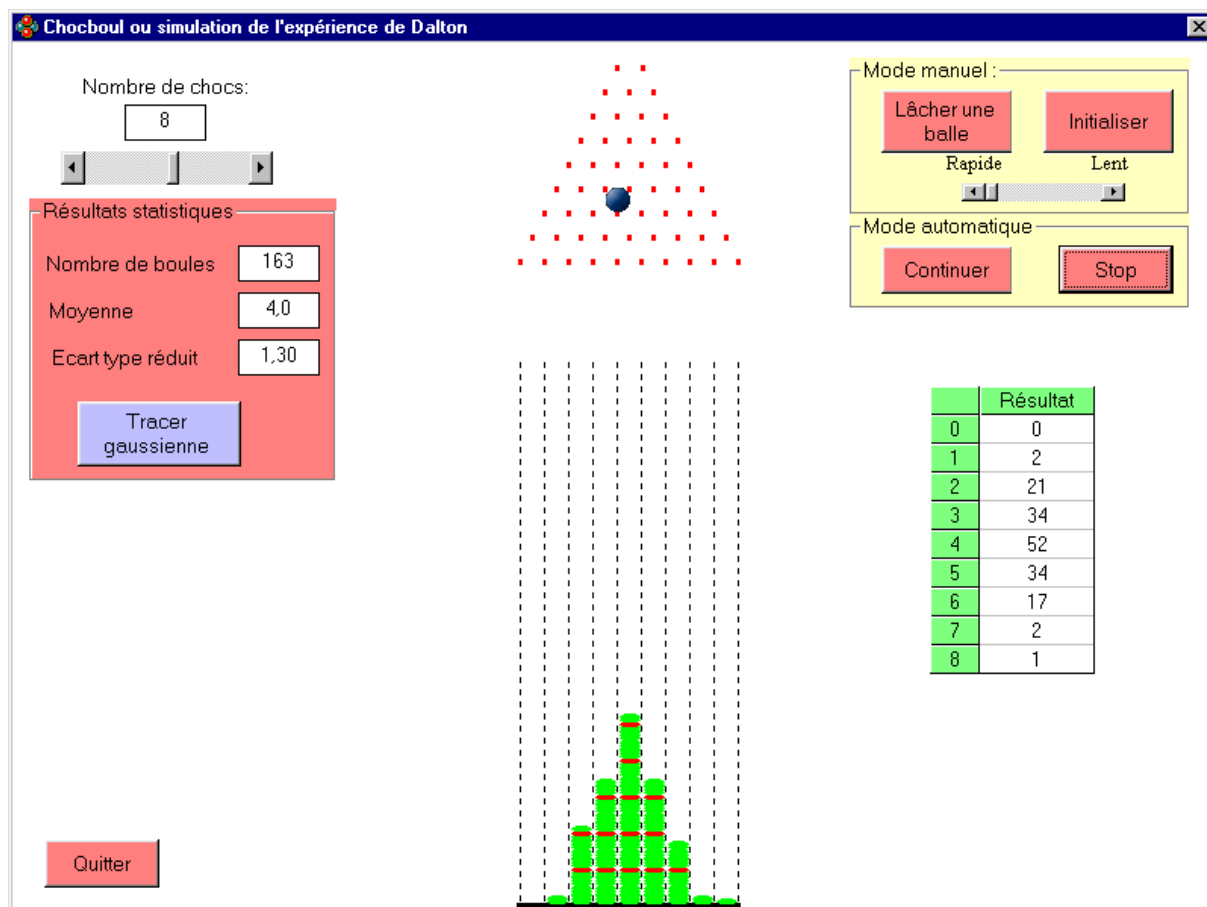 Chocboul ou simulation de l'expérience de Dalton
Nombre de chocs:
8
Résultats statistiques
Nombre de boules 163
Moyenne 4,0
Ecart type réduit 1,30
Tracer
gaussienne
Mode manuel :
Lâcher une
balle
Initialiser
Rapide Lent
Mode automatique
Continuer Stop
Résultat
0 0
1 2
2 21
3 34
4 52
5 34
6 17
7 2
8 1
Quitter